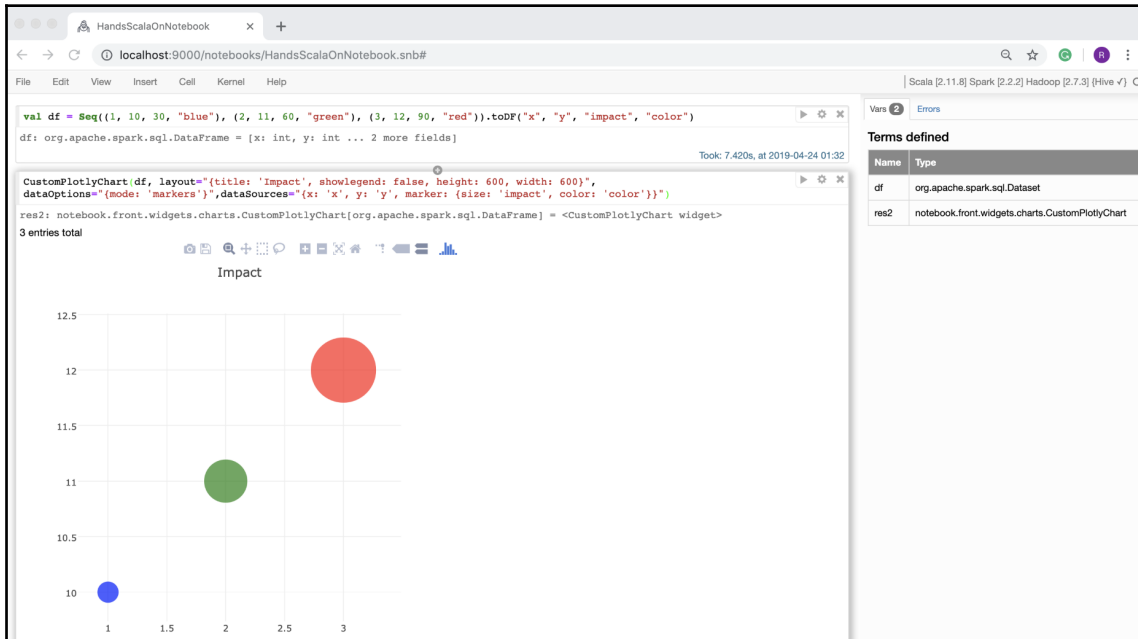 HandsScalaOnNotebook
localhost:9000/notebooks/HandsScalaOnNotebook.snb#
R
File Edit View Insert Cell Kernel Help
Scala [2.11.8] Spark [2.2.2] Hadoop [2.7.3] {Hive ✓}
val df = Seq((1, 10, 30, "blue"), (2, 11, 60, "green"), (3, 12, 90, "red")).toDF("x", "y", "impact", "color")
df: org.apache.spark.sql.DataFrame = [x: int, y: int ... 2 more fields]
Took: 7.420s, at 2019-04-24 01:32
CustomPlotlyChart(df, layout="{title: 'Impact', showlegend: false, height: 600, width: 600}",
dataOptions="{mode: 'markers'}",dataSources="{x: 'x', y: 'y', marker: {size: 'impact', color: 'color'}}")
res2: notebook.front.widgets.charts.CustomPlotlyChart[org.apache.spark.sql.DataFrame] = <CustomPlotlyChart widget>
3 entries total
Impact
12.5
12
11.5
11
10.5
10
1 1.5 2 2.5 3
Vars 2 Errors
Terms defined
Name Type
df org.apache.spark.sql.Dataset
res2 notebook.front.widgets.charts.CustomPlotlyChart